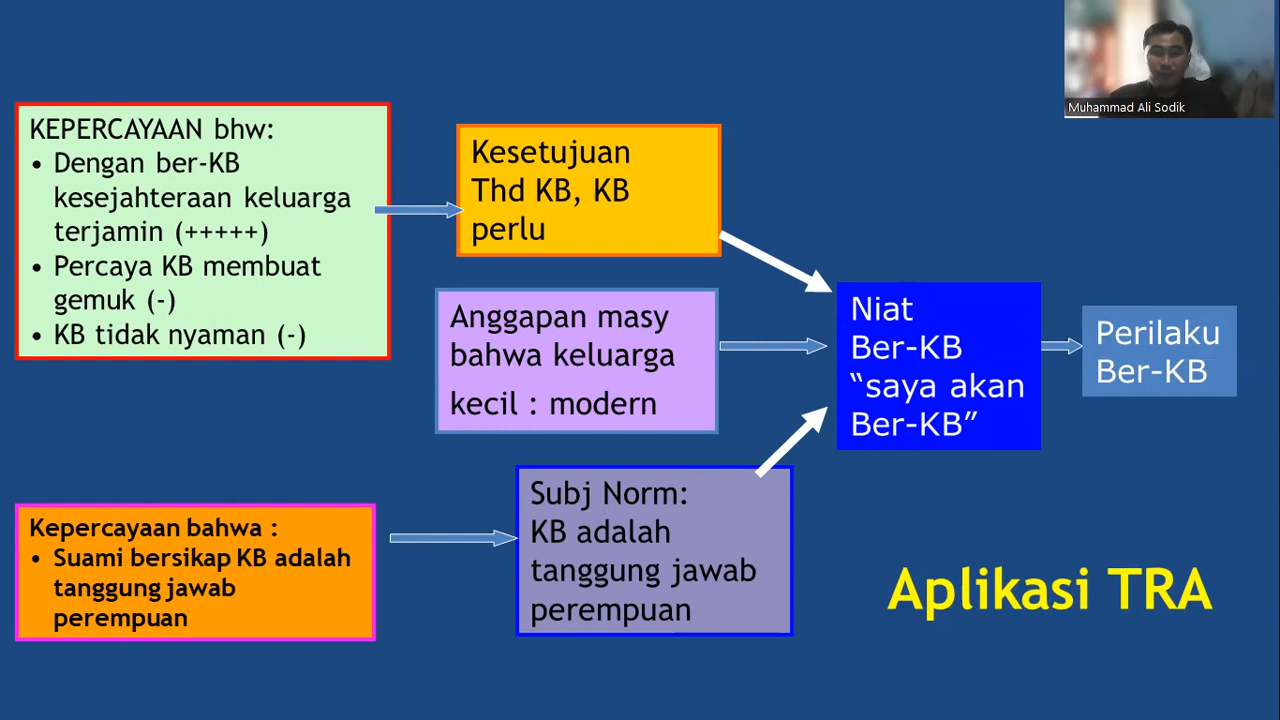 Muhammad Ali Sodik
KEPERCAYAAN bhw:
• Dengan ber-KB
kesejahteraan keluarga
terjamin (+++++)
• Percaya KB membuat
gemuk (-)
• KB tidak nyaman (-)
Kesetujuan
Thd KB, KB
perlu
Anggapan masy
bahwa keluarga
kecil : modern
Niat
Ber-KB
“saya akan
Ber-KB”
Perilaku
Ber-KB
Kepercayaan bahwa :
• Suami bersikap KB adalah
tanggung jawab
perempuan
Subj Norm:
KB adalah
tanggung jawab
perempuan
Aplikasi TRA